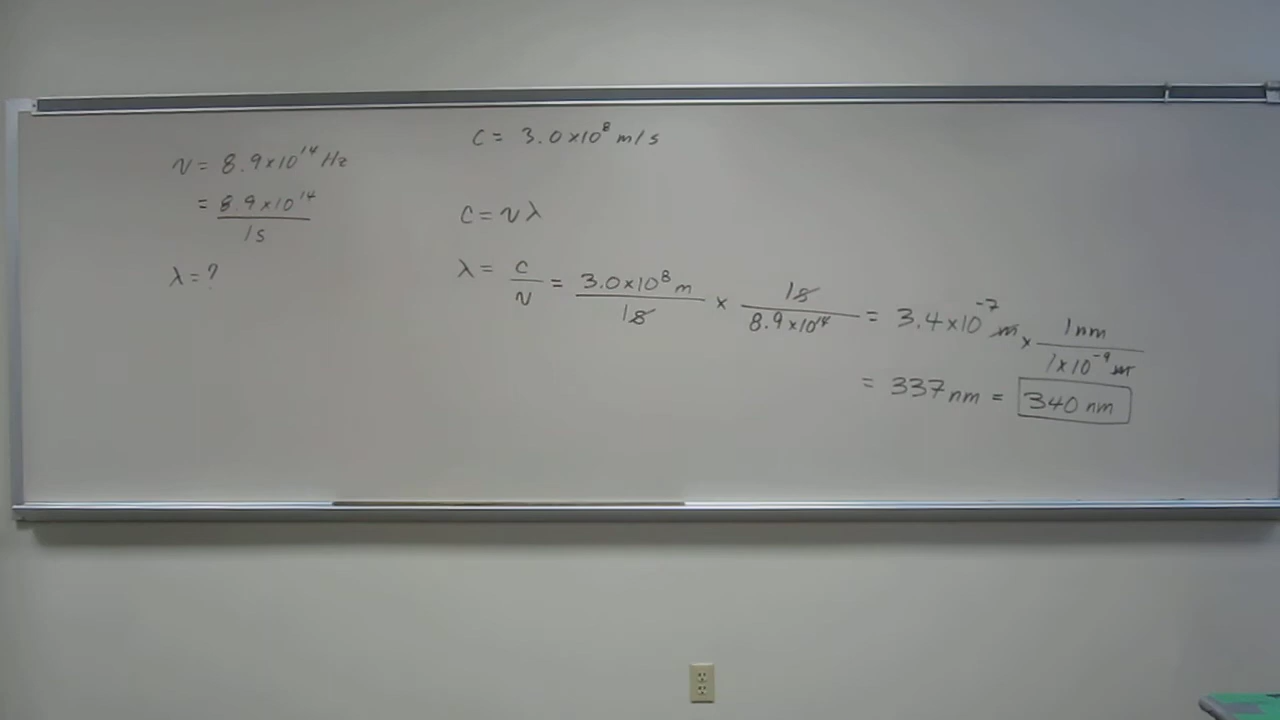 ν = 8.9×10¹⁴ Hz
= 8.9×10¹⁴ / 1s
λ = ?
C = 3.0×10⁸ m/s
C = νλ
λ = C/ν = 3.0×10⁸ m / 1s × 1s / 8.9×10¹⁴ = 3.4×10⁻⁷ m × 1nm / 1×10⁻⁹ m
= 337 nm = 340 nm